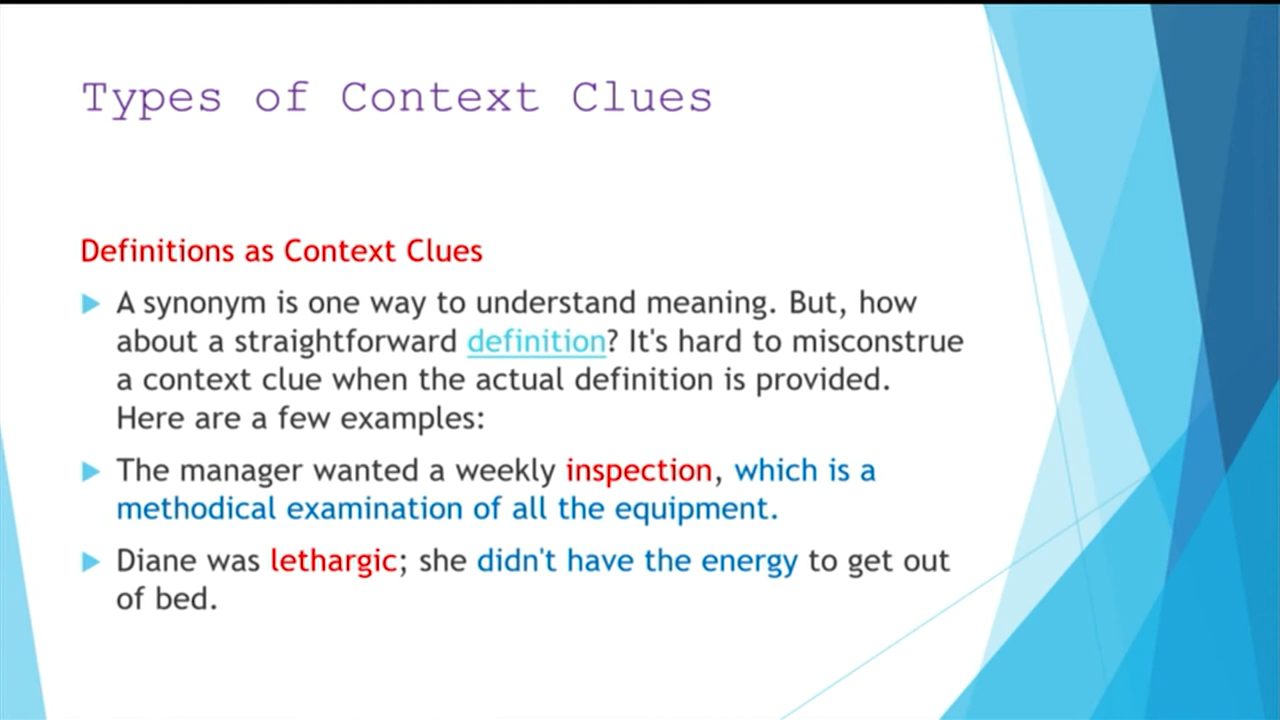 Types of Context Clues
Definitions as Context Clues
A synonym is one way to understand meaning. But, how
about a straightforward definition? It's hard to misconstrue
a context clue when the actual definition is provided.
Here are a few examples:
The manager wanted a weekly inspection, which is a
methodical examination of all the equipment.
Diane was lethargic; she didn't have the energy to get out
of bed.